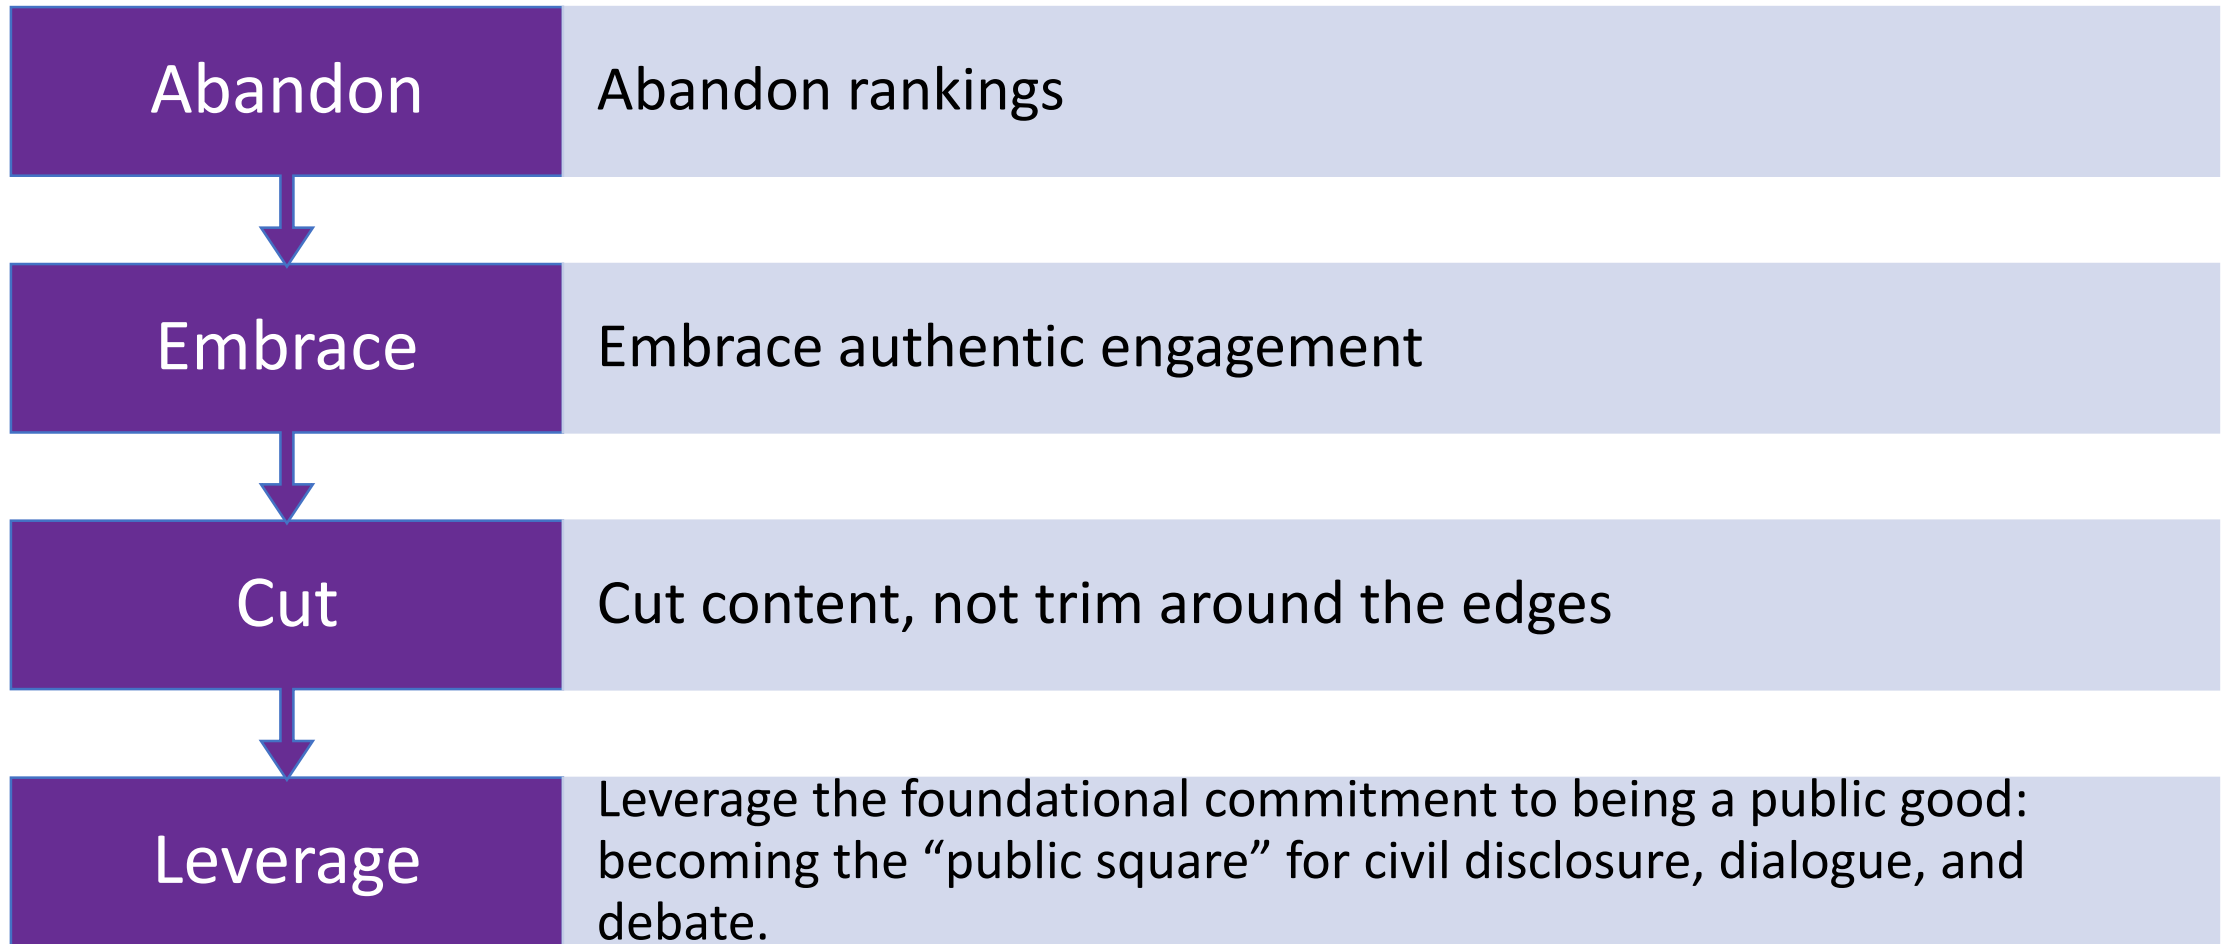 Abandon
Abandon rankings
Embrace
Embrace authentic engagement
Cut
Cut content, not trim around the edges
Leverage
Leverage the foundational commitment to being a public good:
becoming the “public square” for civil disclosure, dialogue, and
debate.